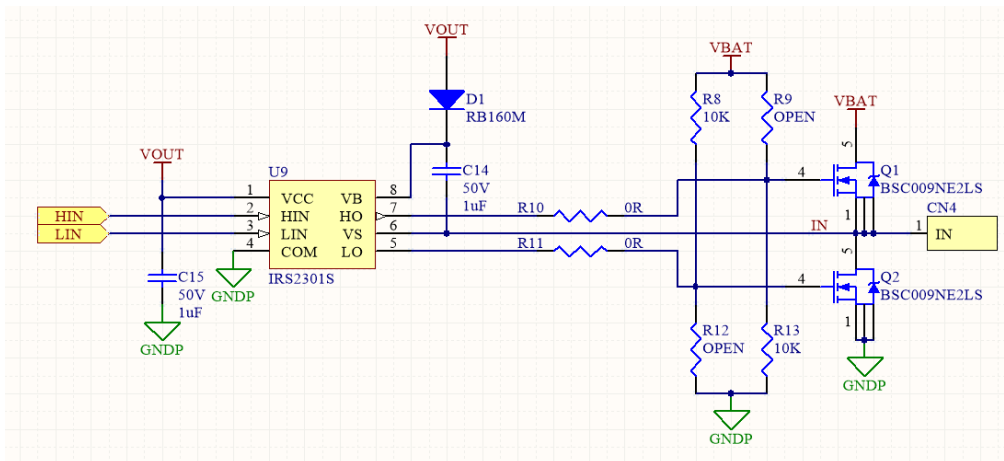 VOUT
D1
RB160M
VBAT
R8
10K
R9
OPEN
VBAT
5
VOUT
U9
C14
50V
1uF
4
Q1
BSC009NE2LS
1
1
VCC
VB
8
2
HIN
HO
7
3
LIN
VS
6
4
COM
LO
5
IRS2301S
HIN
LIN
R10
0R
R11
0R
IN
CN4
1
IN
5
C15
50V
1uF
GNDP
GNDP
4
Q2
BSC009NE2LS
1
R12
OPEN
R13
10K
GNDP
GNDP